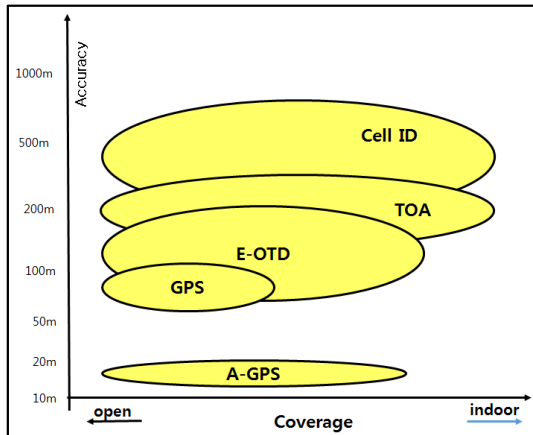 Accuracy
1000m
500m
200m
100m
50m
20m
10m
Cell ID
TOA
E-OTD
GPS
A-GPS
open
Coverage
indoor